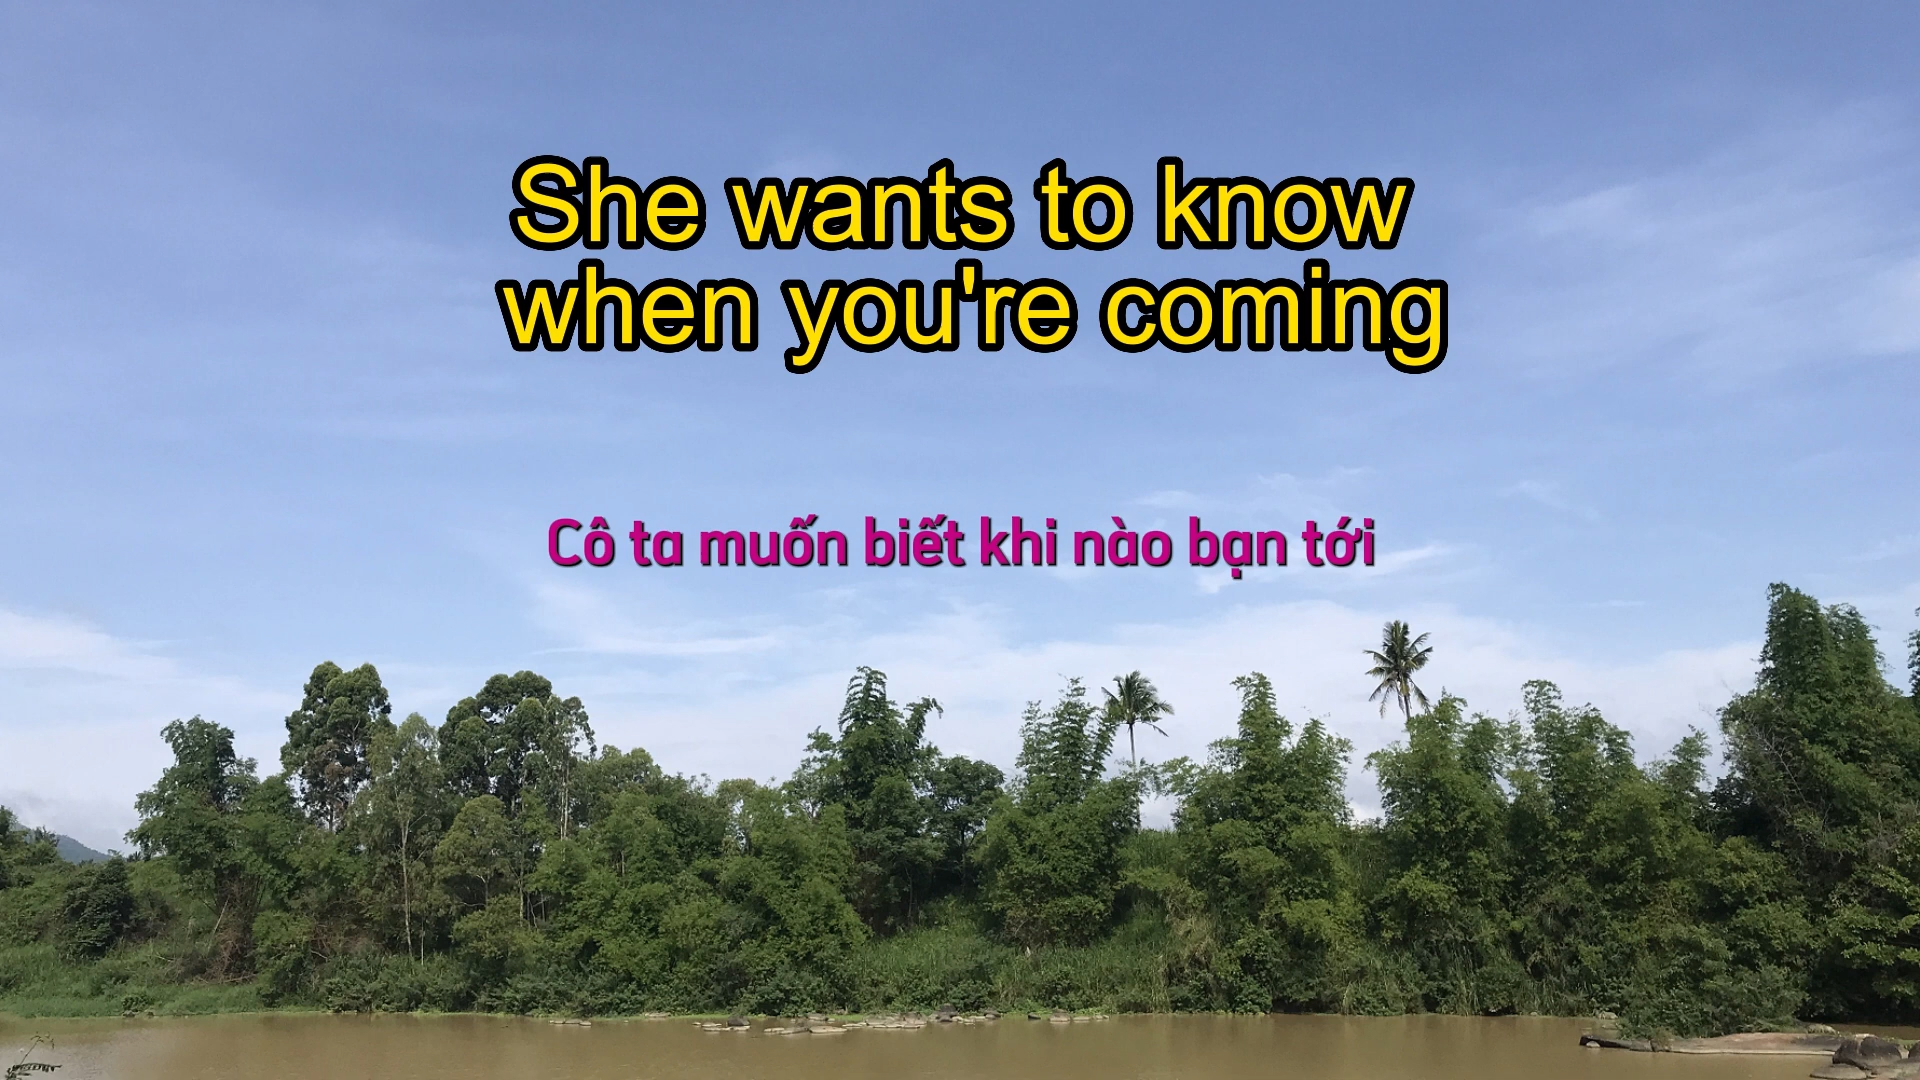 She wants to know
when you're coming
Cô ta muốn biết khi nào bạn tới